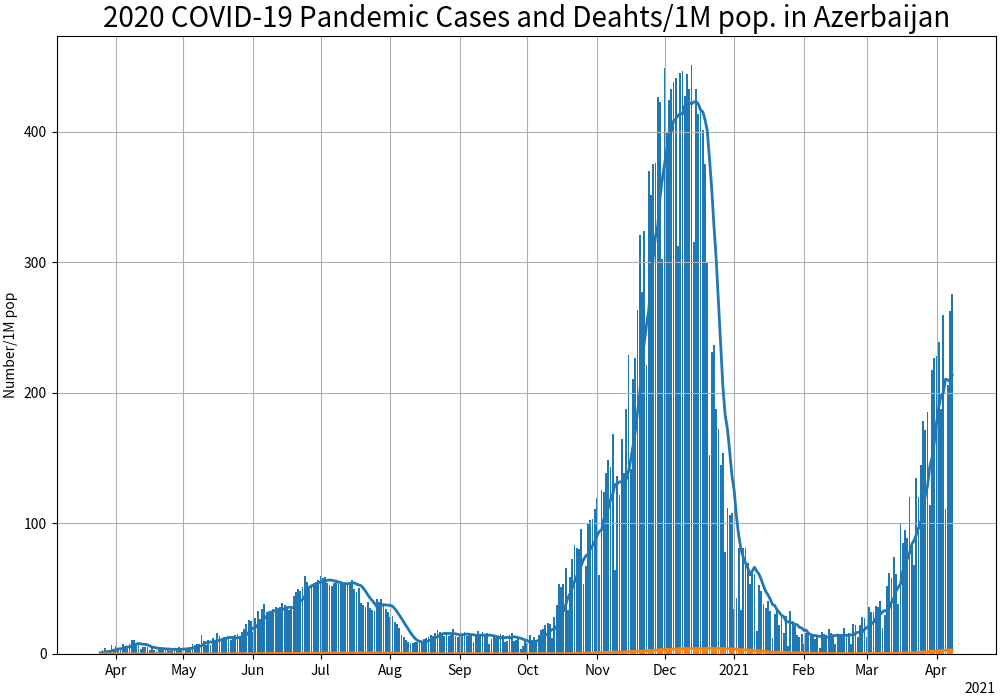 2020 COVID-19 Pandemic Cases and Deahts/1M pop. in Azerbaijan
Number/1M pop
400
300
200
100
0
Apr May Jun Jul Aug Sep Oct Nov Dec 2021 Feb Mar Apr
2021